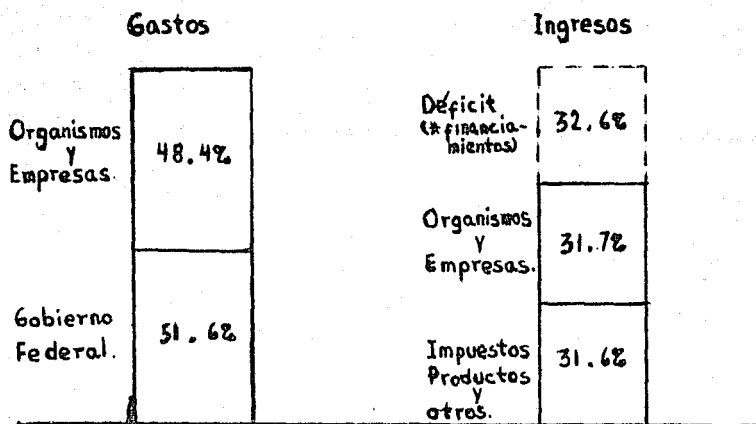 Gastos
Organismos
y
Empresas.
48.4%
Gobierno
Federal.
51.6%
Ingresos
Déficit
(* financia-
mientos)
32.6%
Organismos
y
Empresas.
31.7%
Impuestos
Productos
y
otros.
31.6%